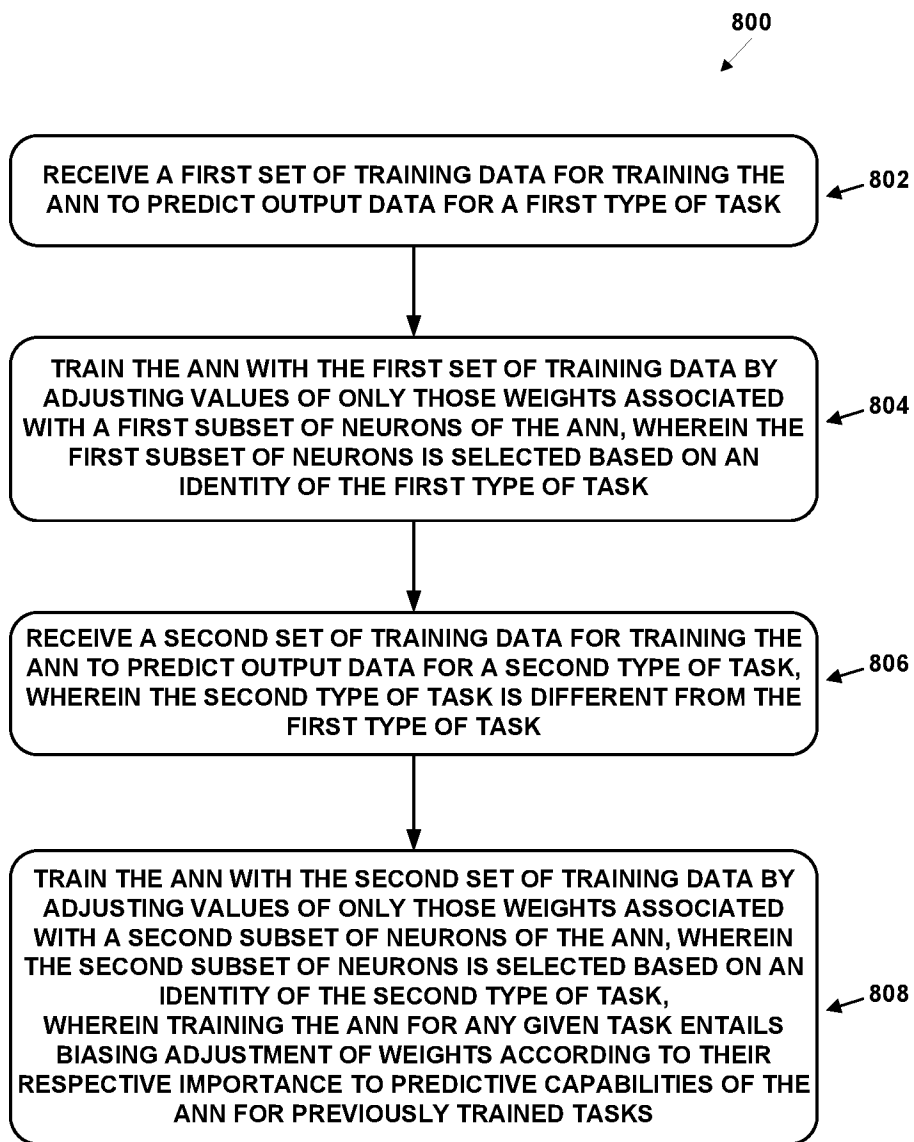 800
RECEIVE A FIRST SET OF TRAINING DATA FOR TRAINING THE
ANN TO PREDICT OUTPUT DATA FOR A FIRST TYPE OF TASK
802
TRAIN THE ANN WITH THE FIRST SET OF TRAINING DATA BY
ADJUSTING VALUES OF ONLY THOSE WEIGHTS ASSOCIATED
WITH A FIRST SUBSET OF NEURONS OF THE ANN, WHEREIN THE
FIRST SUBSET OF NEURONS IS SELECTED BASED ON AN
IDENTITY OF THE FIRST TYPE OF TASK
804
RECEIVE A SECOND SET OF TRAINING DATA FOR TRAINING THE
ANN TO PREDICT OUTPUT DATA FOR A SECOND TYPE OF TASK,
WHEREIN THE SECOND TYPE OF TASK IS DIFFERENT FROM THE
FIRST TYPE OF TASK
806
TRAIN THE ANN WITH THE SECOND SET OF TRAINING DATA BY
ADJUSTING VALUES OF ONLY THOSE WEIGHTS ASSOCIATED
WITH A SECOND SUBSET OF NEURONS OF THE ANN, WHEREIN
THE SECOND SUBSET OF NEURONS IS SELECTED BASED ON AN
IDENTITY OF THE SECOND TYPE OF TASK,
WHEREIN TRAINING THE ANN FOR ANY GIVEN TASK ENTAILS
BIASING ADJUSTMENT OF WEIGHTS ACCORDING TO THEIR
RESPECTIVE IMPORTANCE TO PREDICTIVE CAPABILITIES OF THE
ANN FOR PREVIOUSLY TRAINED TASKS
808